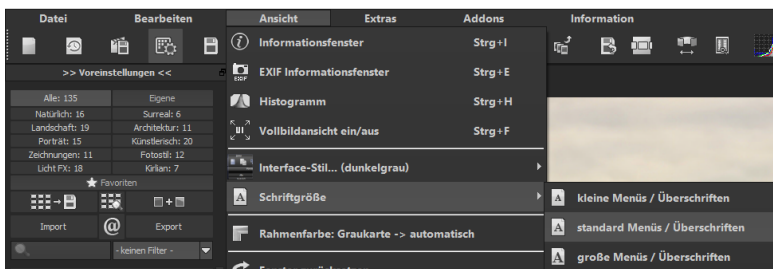 Datei Bearbeiten Ansicht Extras Addons Information
>> Voreinstellungen <<
Alle: 135 Eigene
Natürlich: 16 Surreal: 6
Landschaft: 19 Architektur: 11
Porträt: 15 Künstlerisch: 20
Zeichnungen: 11 Fotostil: 12
Licht FX: 18 Kirlian: 7
Favoriten
Import @ Export
- keinen Filter -
Informationsfenster Strg+I
EXIF EXIF Informationsfenster Strg+E
Histogramm Strg+H
UI Vollbildansicht ein/aus Strg+F
Interface-Stil... (dunkelgrau)
A Schriftgröße
Rahmenfarbe: Graukarte -> automatisch
A kleine Menüs / Überschriften
A standard Menüs / Überschriften
A große Menüs / Überschriften